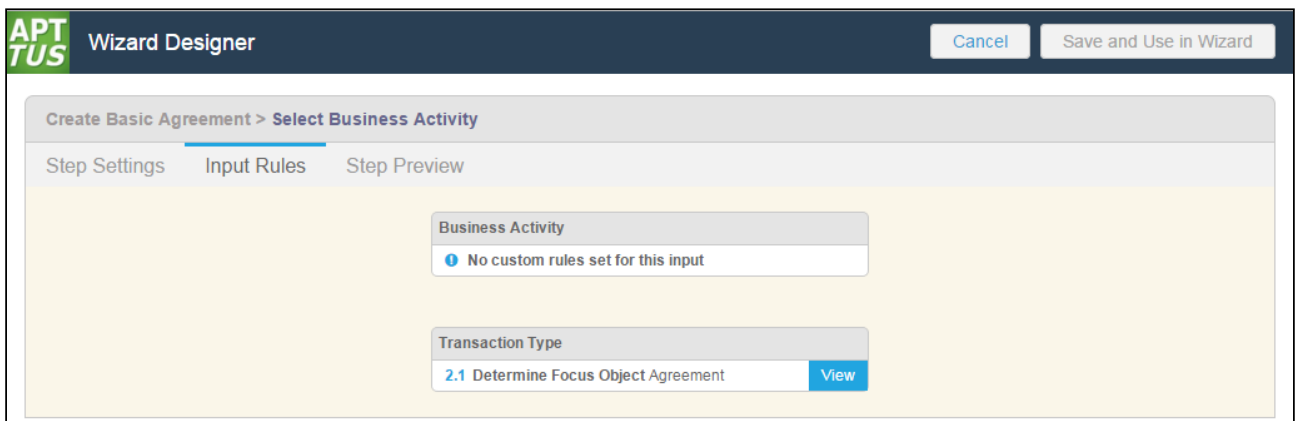 APT
TUS
Wizard Designer
Cancel
Save and Use in Wizard
Create Basic Agreement > Select Business Activity
Step Settings
Input Rules
Step Preview
Business Activity
No custom rules set for this input
Transaction Type
2.1 Determine Focus Object Agreement
View